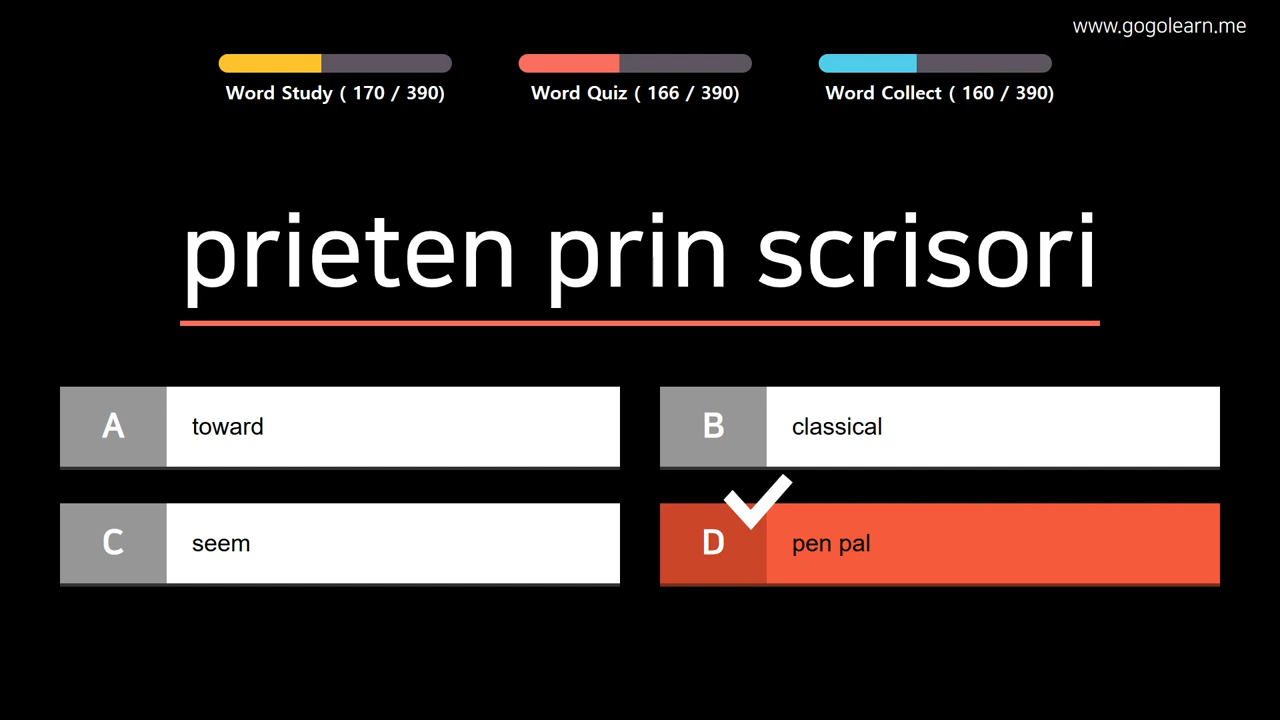 www.gogolearn.me
Word Study ( 170 / 390)
Word Quiz ( 166 / 390)
Word Collect ( 160 / 390)
prieten prin scrisori
A toward
B classical
C seem
D pen pal